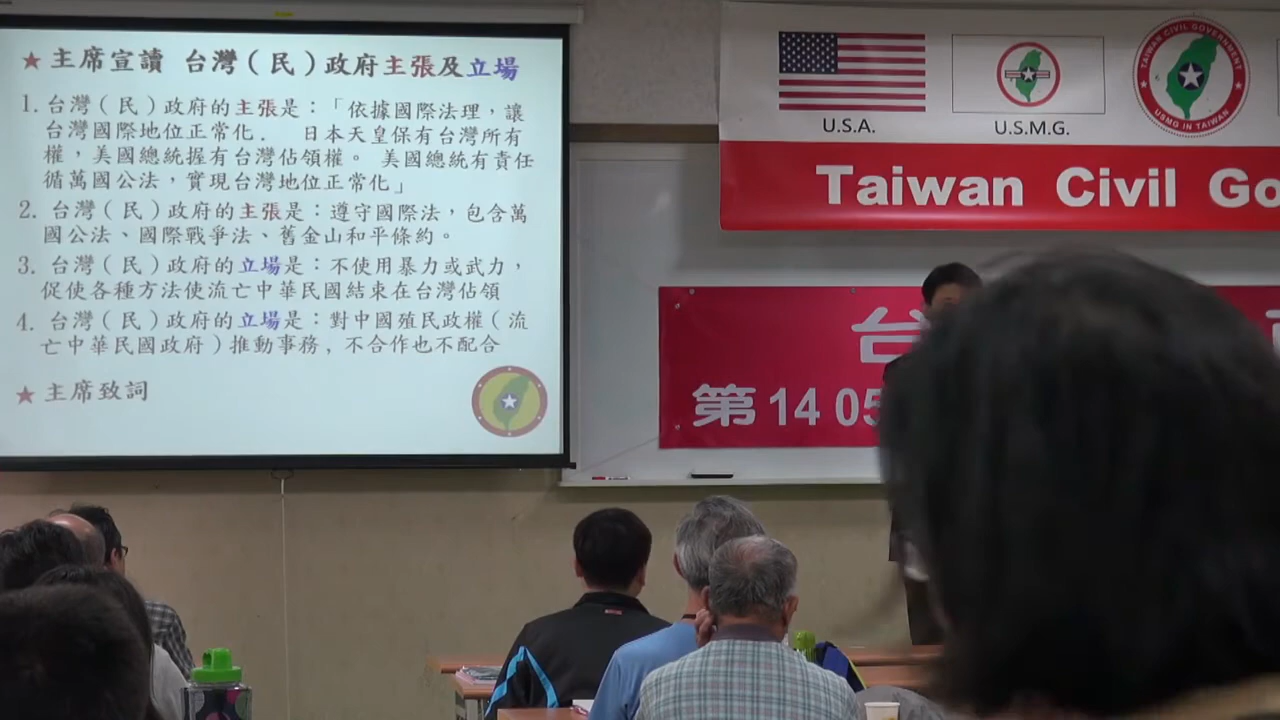 ★ 主席宣讀 台灣(民)政府主張及立場
1. 台灣(民)政府的主張是:「依據國際法理,讓
台灣國際地位正常化. 日本天皇保有台灣所有
權,美國總統握有台灣佔領權。 美國總統有責任
循萬國公法,實現台灣地位正常化」
2. 台灣(民)政府的主張是:遵守國際法,包含萬
國公法、國際戰爭法、舊金山和平條約。
3. 台灣(民)政府的立場是:不使用暴力或武力,
促使各種方法使流亡中華民國結束在台灣佔領
4. 台灣(民)政府的立場是:對中國殖民政權(流
亡中華民國政府)推動事務,不合作也不配合
★ 主席致詞
U.S.A.
U.S.M.G.
TAIWAN CIVIL GOVERNMENT
USMG IN TAIWAN
Taiwan Civil Go
台
第 14 05